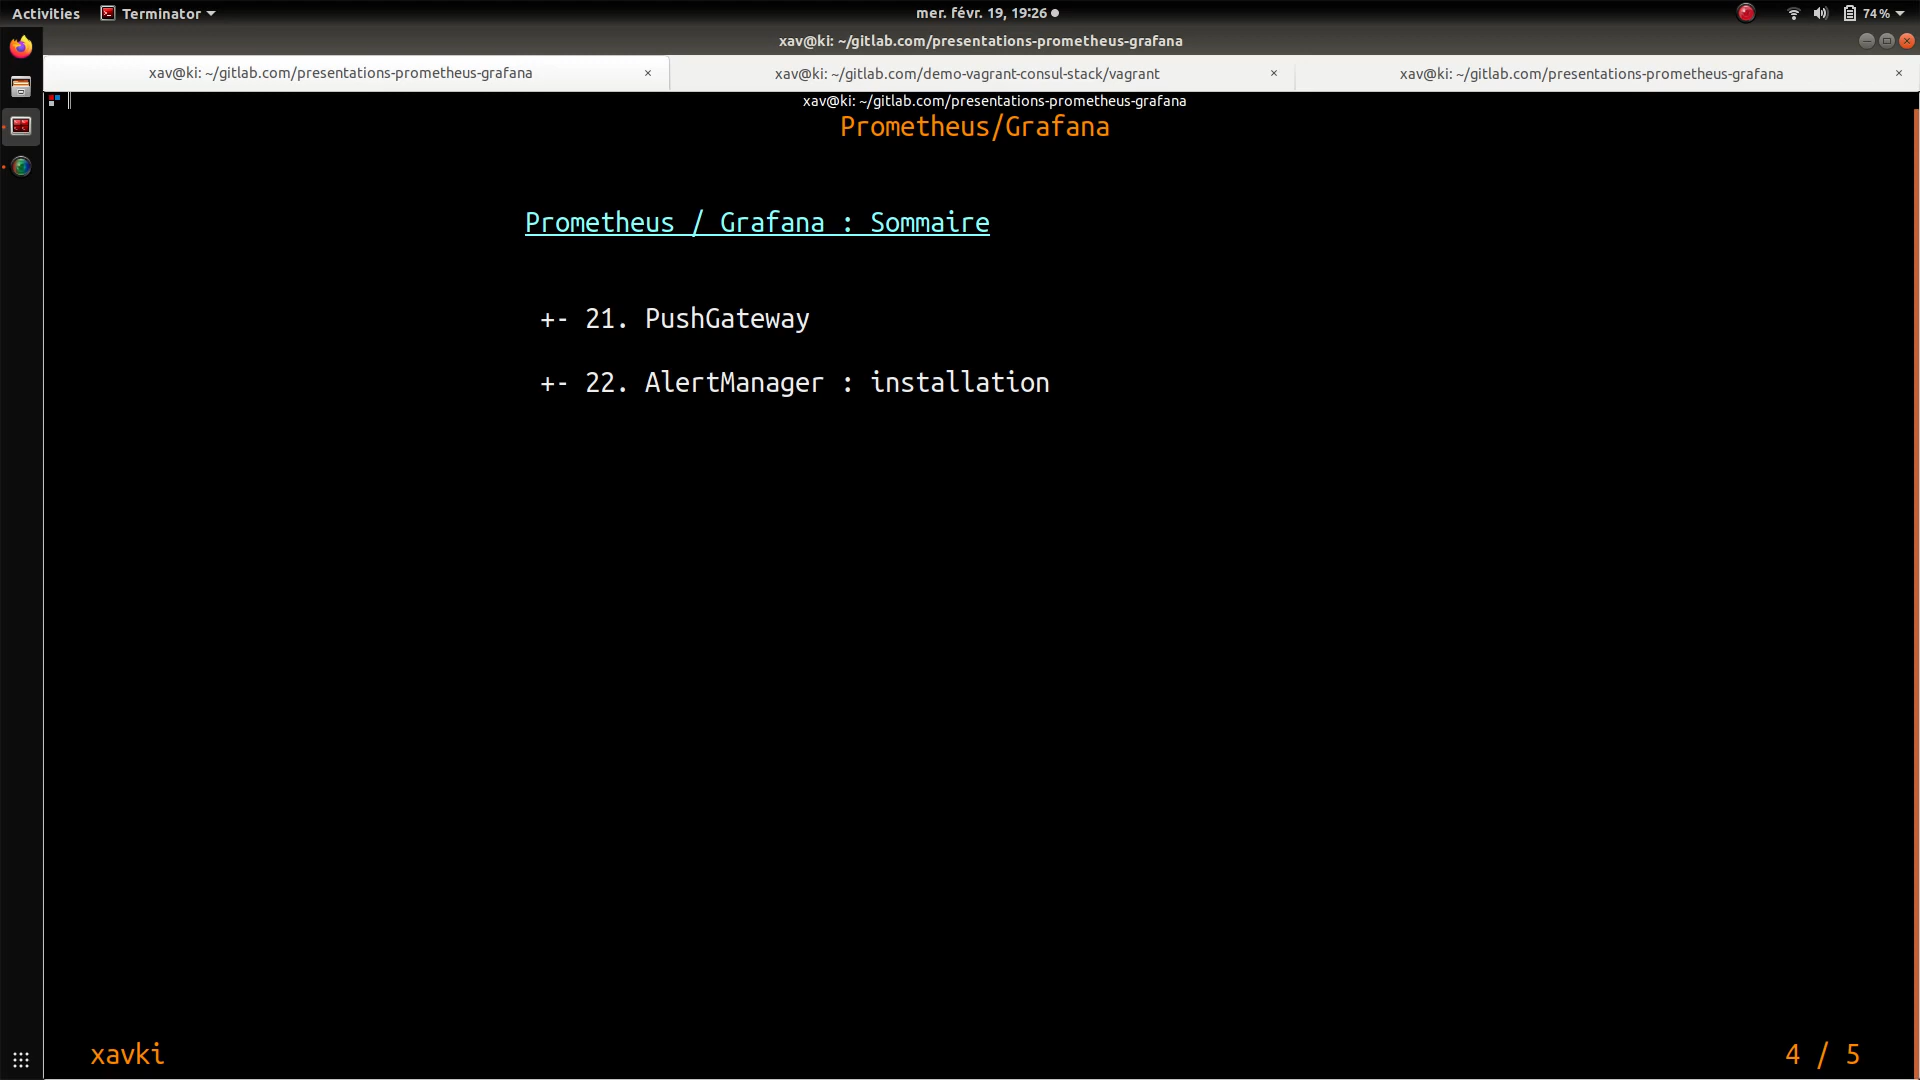 Activities Terminator mer. févr. 19, 19:26 74 %
xav@ki: ~/gitlab.com/presentations-prometheus-grafana
xav@ki: ~/gitlab.com/presentations-prometheus-grafana × xav@ki: ~/gitlab.com/demo-vagrant-consul-stack/vagrant × xav@ki: ~/gitlab.com/presentations-prometheus-grafana ×
xav@ki: ~/gitlab.com/presentations-prometheus-grafana
Prometheus/Grafana
Prometheus / Grafana : Sommaire
+- 21. PushGateway
+- 22. AlertManager : installation
xavki 4 / 5